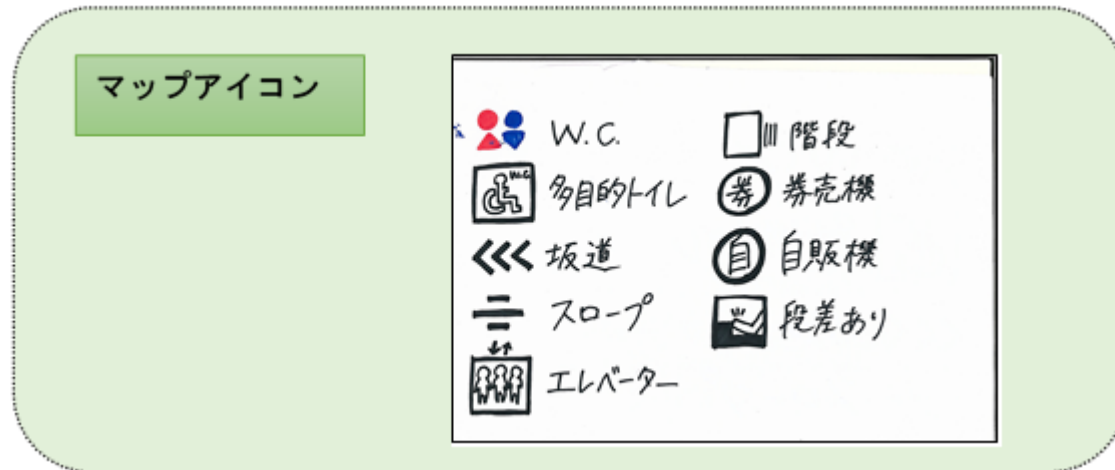 マップアイコン
W.C.
W.C
多目的トイレ
坂道
スロープ
エレベーター
階段
券 券売機
自 自販機
段差あり